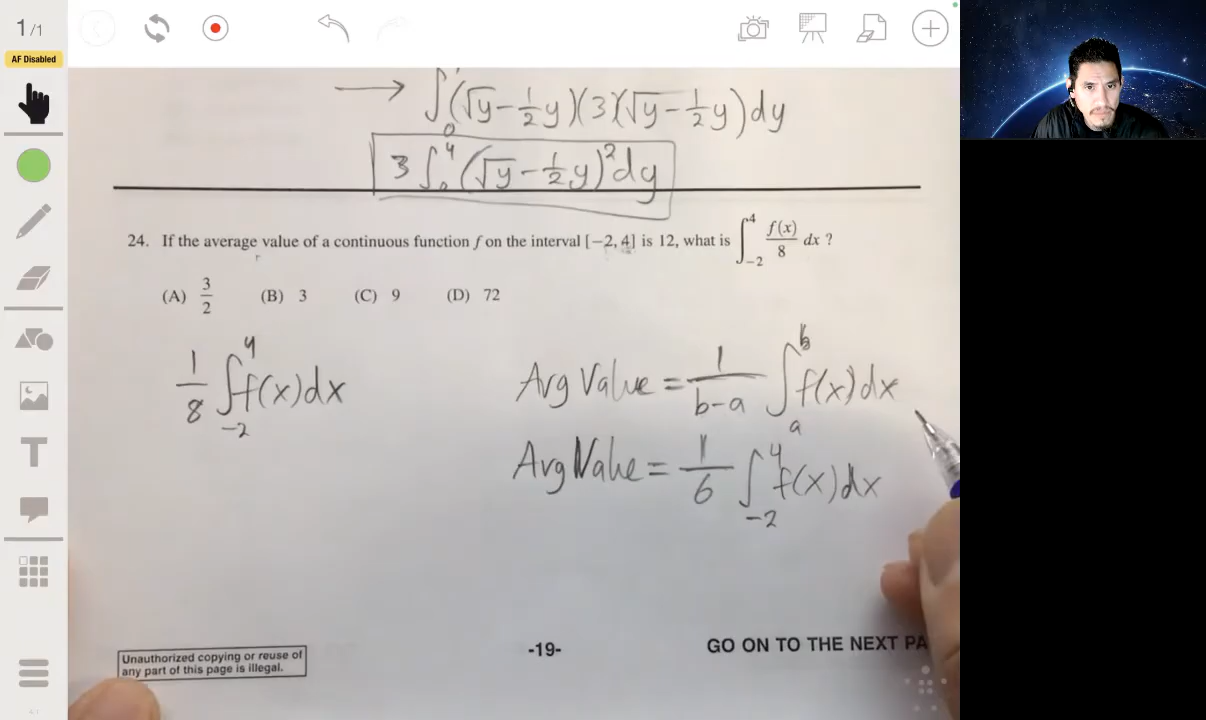 1/1
AF Disabled
→ ∫₀ (√y - 1/2 y)(3(√y - 1/2 y) dy
3 ∫₀⁴ (√y - 1/2 y)² dy
24. If the average value of a continuous function f on the interval [−2, 4] is 12, what is ∫₋₂⁴ f(x)/8 dx ?
(A) 3/2 (B) 3 (C) 9 (D) 72
1/8 ∫₋₂⁴ f(x)dx
Avg Value = 1/(b-a) ∫ₐᵇ f(x)dx
Avg Value = 1/6 ∫₋₂⁴ f(x)dx
Unauthorized copying or reuse of
any part of this page is illegal.
-19-
GO ON TO THE NEXT PA
T